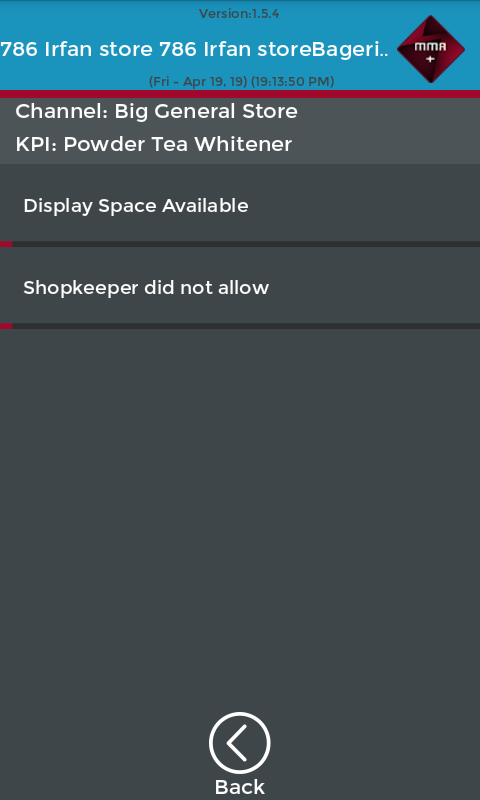 Version:1.5.4
786 Irfan store 786 Irfan storeBageri..
MMA
+
(Fri - Apr 19, 19) (19:13:50 PM)
Channel: Big General Store
KPI: Powder Tea Whitener
Display Space Available
Shopkeeper did not allow
Back